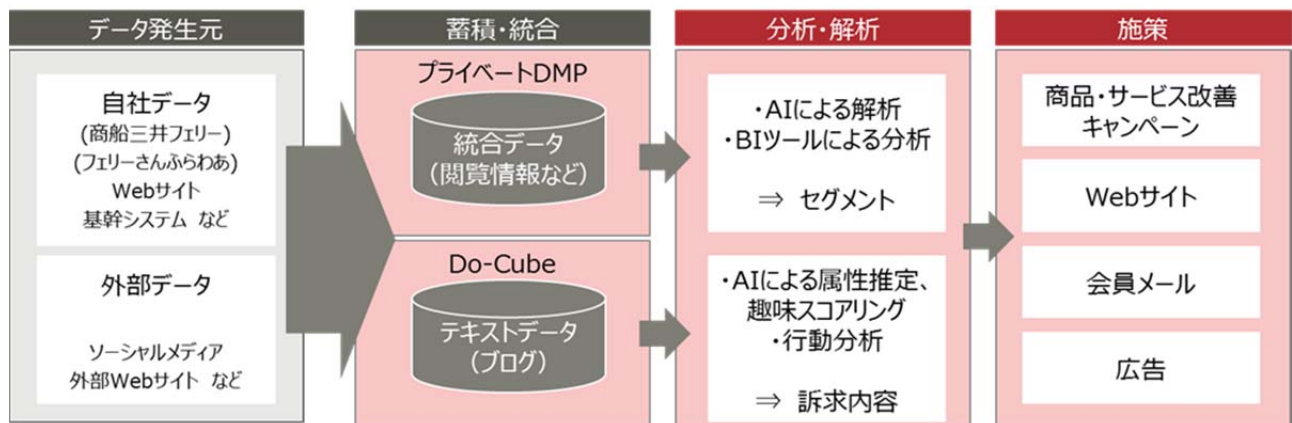 データ発生元
自社データ
(商船三井フェリー)
(フェリーさんふらわあ)
Webサイト
基幹システム など
外部データ
ソーシャルメディア
外部Webサイト など
蓄積・統合
プライベートDMP
統合データ
(閲覧情報など)
Do-Cube
テキストデータ
(ブログ)
分析・解析
・AIによる解析
・BIツールによる分析
⇒ セグメント
・AIによる属性推定、
趣味スコアリング
・行動分析
⇒ 訴求内容
施策
商品・サービス改善
キャンペーン
Webサイト
会員メール
広告